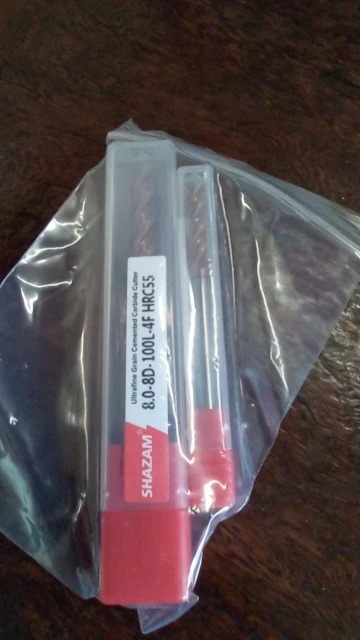 Ultrafine Grain Cemented Carbide Cutter
8.0-8D-100L-4F HRC55
SHAZAM